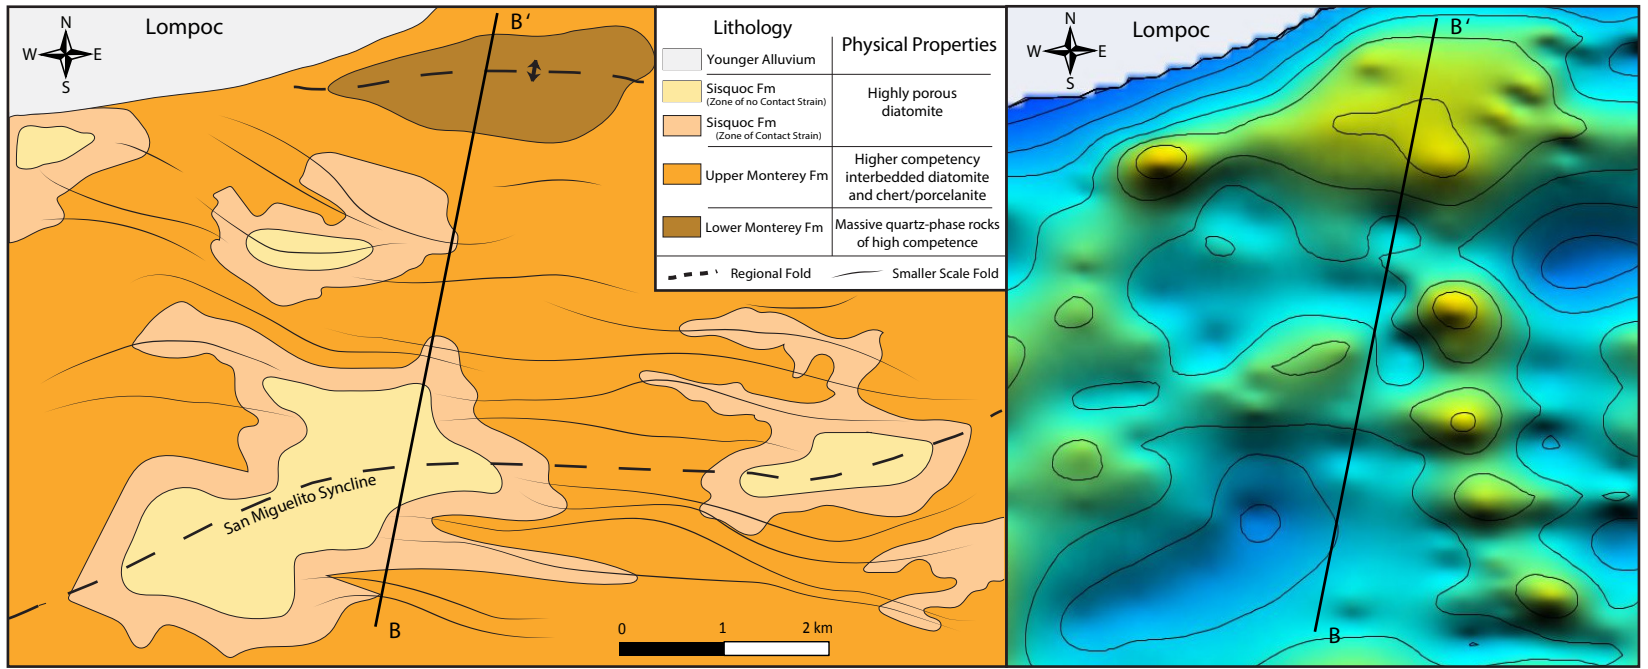 N
W E
S
Lompoc
B'
San Miguelito Syncline
B
0 1 2 km
Lithology
Physical Properties
Younger Alluvium
Sisquoc Fm
(Zone of no Contact Strain)
Highly porous
diatomite
Sisquoc Fm
(Zone of Contact Strain)
Upper Monterey Fm
Higher competency
interbedded diatomite
and chert/porcelanite
Lower Monterey Fm
Massive quartz-phase rocks
of high competence
Regional Fold
Smaller Scale Fold
N
W E
S
Lompoc
B'
B